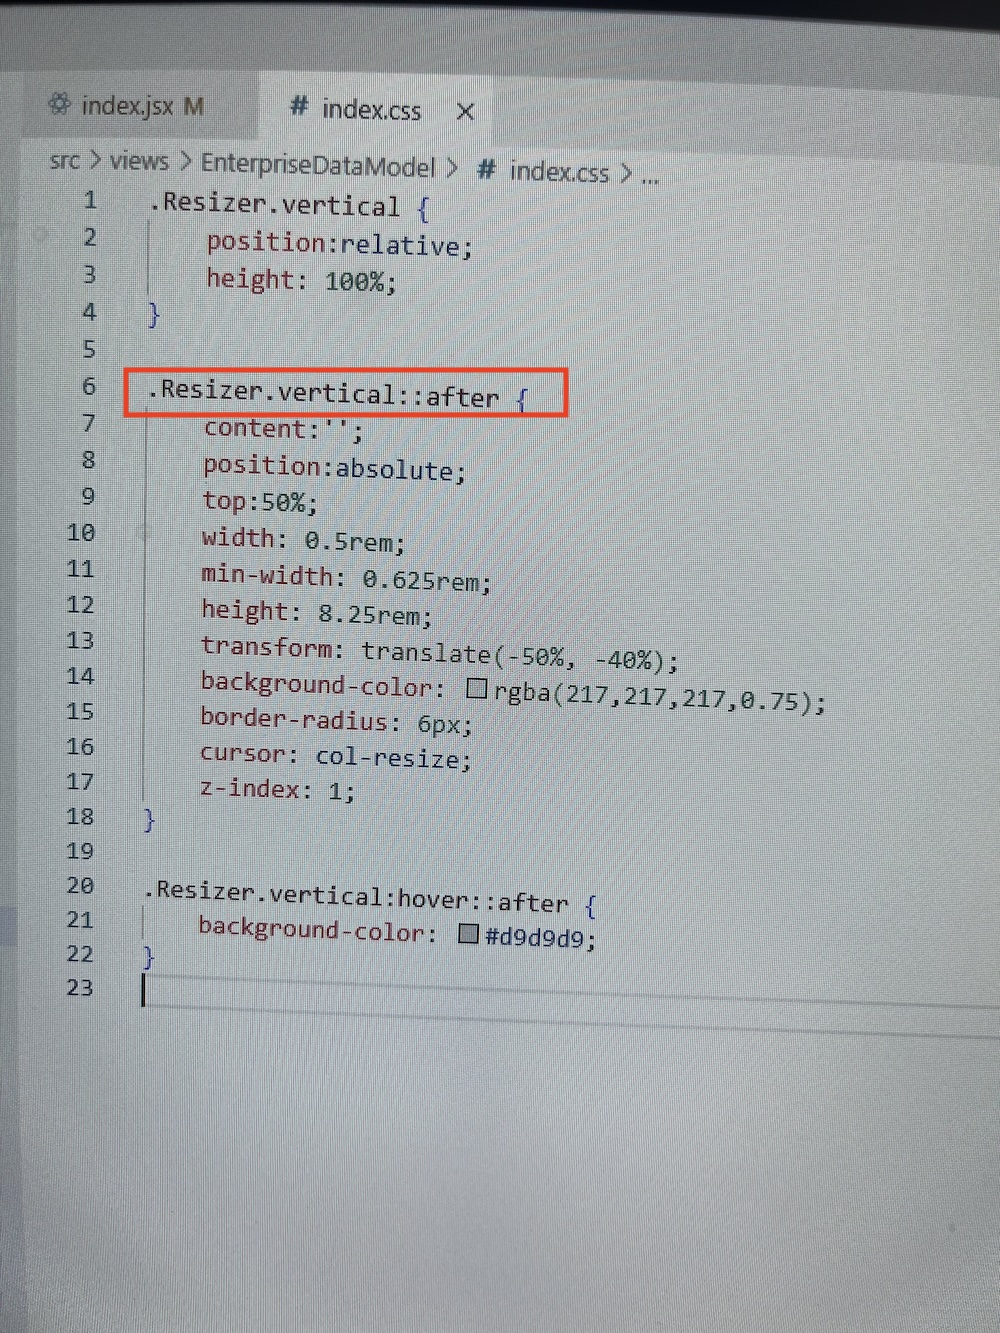 index.jsx M
# index.css ×
src > views > EnterpriseDataModel > # index.css > ...
1 .Resizer.vertical {
2 position:relative;
3 height: 100%;
4 }
5
6 .Resizer.vertical::after {
7 content:'';
8 position:absolute;
9 top:50%;
10 width: 0.5rem;
11 min-width: 0.625rem;
12 height: 8.25rem;
13 transform: translate(-50%, -40%);
14 background-color: rgba(217,217,217,0.75);
15 border-radius: 6px;
16 cursor: col-resize;
17 z-index: 1;
18 }
19
20 .Resizer.vertical:hover::after {
21 background-color: #d9d9d9;
22 }
23